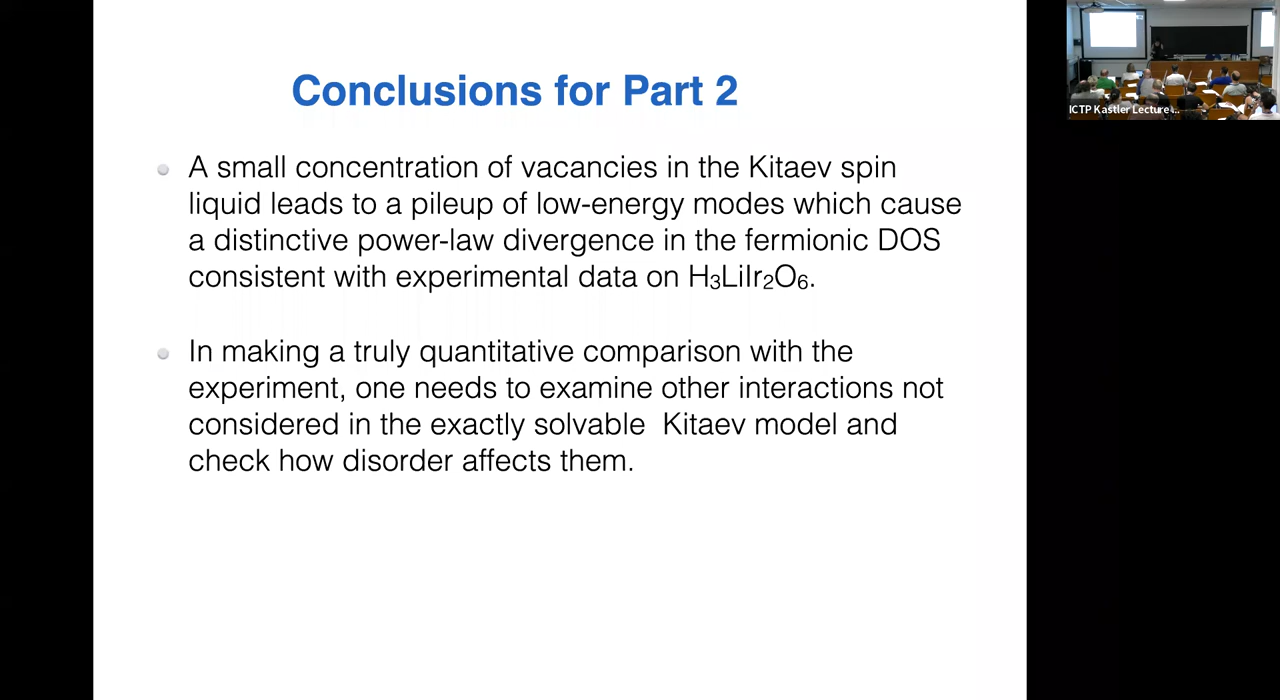 Conclusions for Part 2
A small concentration of vacancies in the Kitaev spin
liquid leads to a pileup of low-energy modes which cause
a distinctive power-law divergence in the fermionic DOS
consistent with experimental data on H₃LiIr₂O₆.
In making a truly quantitative comparison with the
experiment, one needs to examine other interactions not
considered in the exactly solvable Kitaev model and
check how disorder affects them.
ICTP Kastler Lecture ...